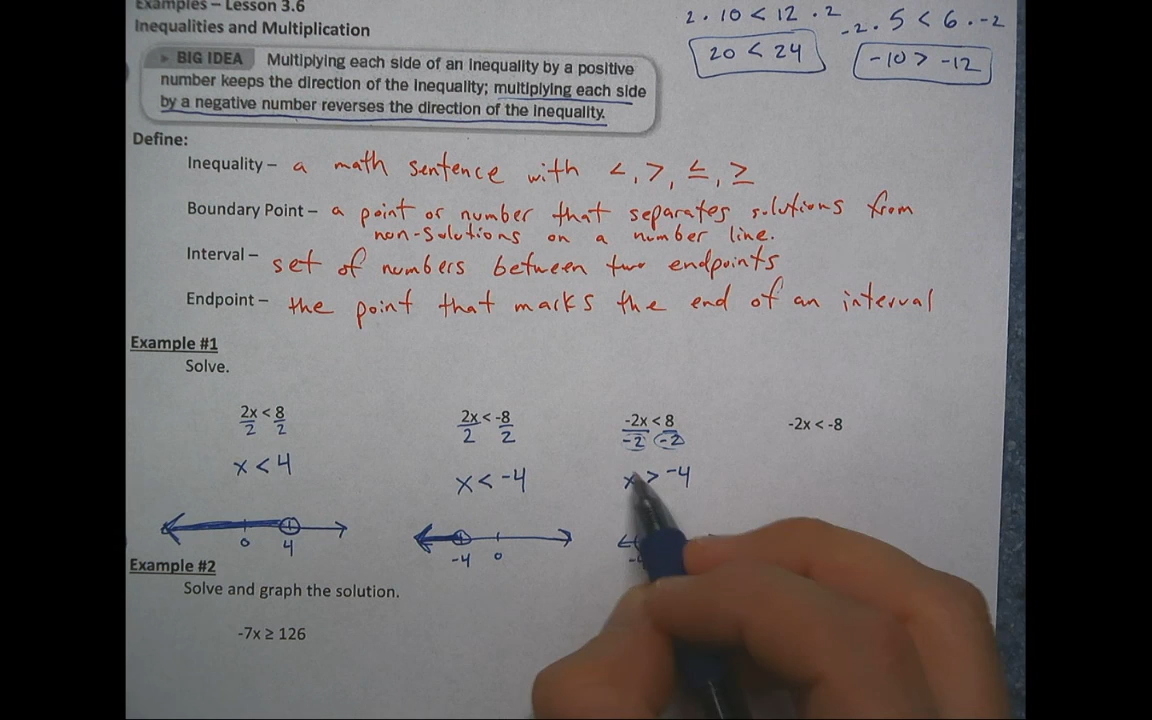 Examples – Lesson 3.6
Inequalities and Multiplication
2 · 10 < 12 · 2
-2 · 5 < 6 · -2
20 < 24
-10 > -12
BIG IDEA Multiplying each side of an inequality by a positive
number keeps the direction of the inequality; multiplying each side
by a negative number reverses the direction of the inequality.
Define:
Inequality – a math sentence with <, >, ≤, ≥
Boundary Point – a point or number that separates solutions from
non-solutions on a number line.
Interval – set of numbers between two endpoints
Endpoint – the point that marks the end of an interval
Example #1
Solve.
2x < 8
2 2
x < 4
0 4
2x < -8
2 2
x < -4
-4 0
-2x < 8
-2 -2
x > -4
-2x < -8
Example #2
Solve and graph the solution.
-7x ≥ 126